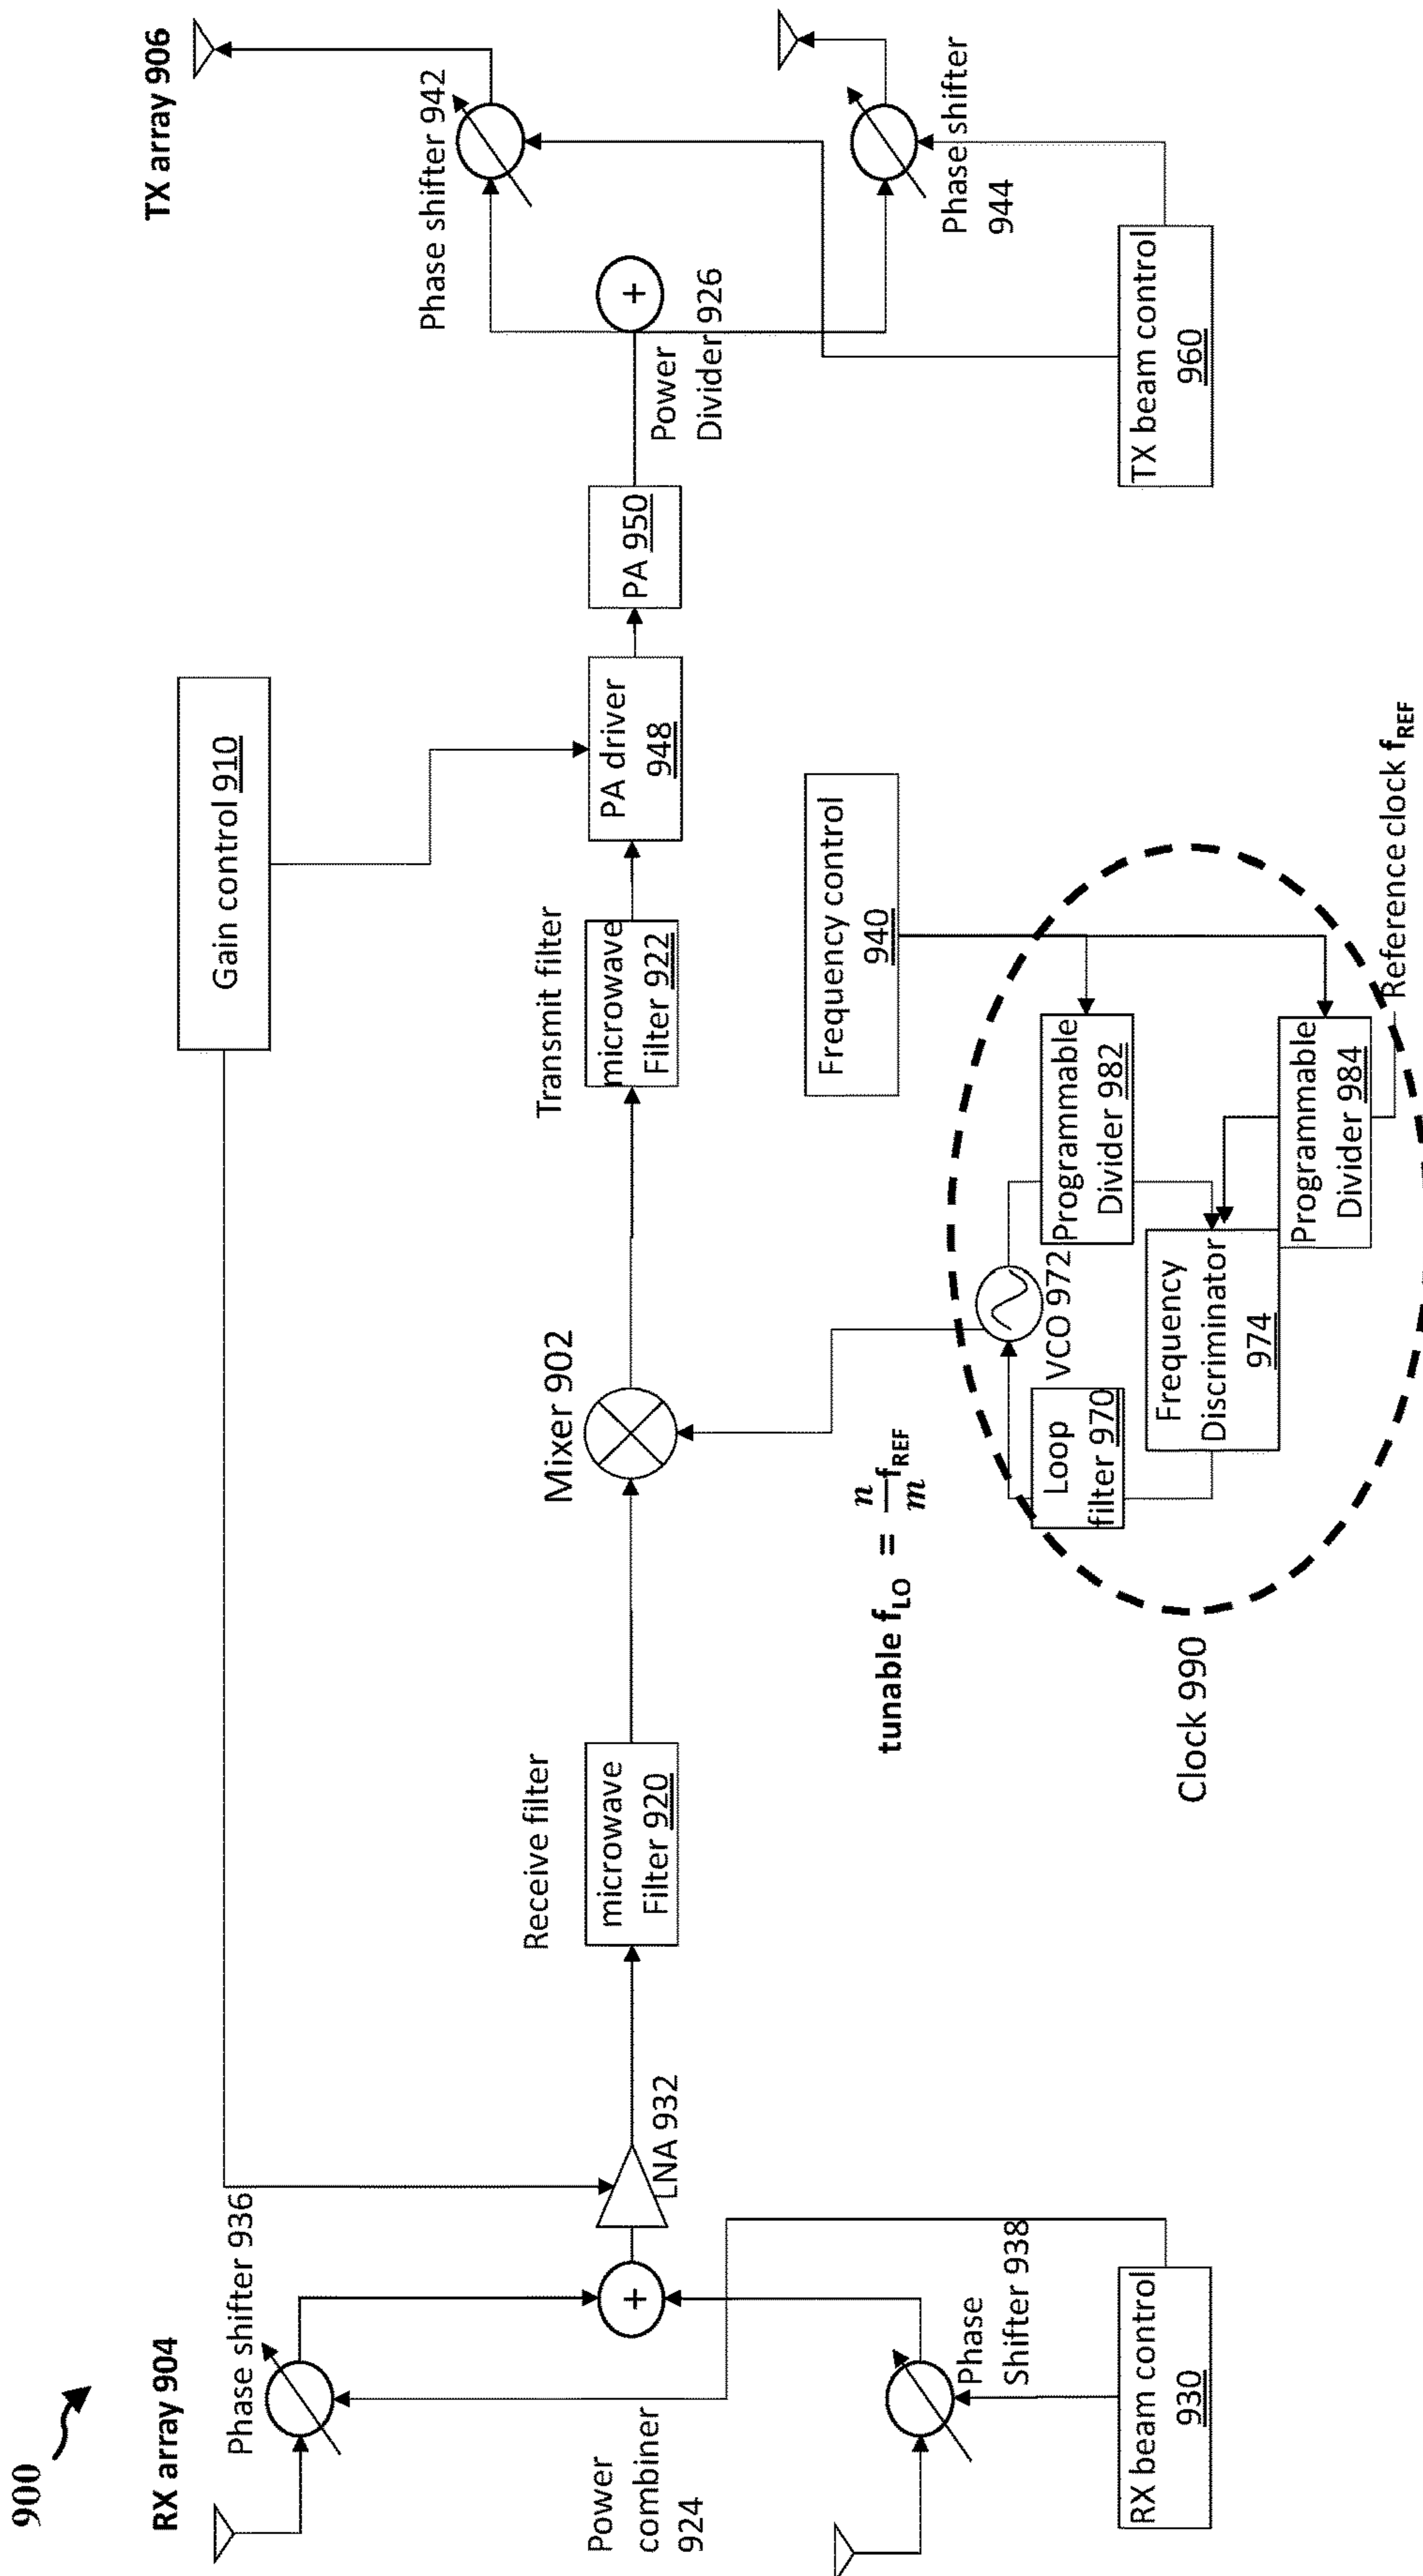 900
RX array 904
TX array 906
Phase shifter 936
Gain control 910
Phase shifter 942
Power
combiner
924
LNA 932
Receive filter
microwave
Filter 920
Mixer 902
Transmit filter
microwave
Filter 922
PA driver
948
PA 950
Power
Divider 926
Phase shifter
944
Phase
Shifter 938
RX beam control
930
tunable f_LO = n/m f_REF
Frequency control
940
TX beam control
960
Clock 990
Loop
filter 970
VCO 972
Programmable
Divider 982
Frequency
Discriminator
974
Programmable
Divider 984
Reference clock f_REF